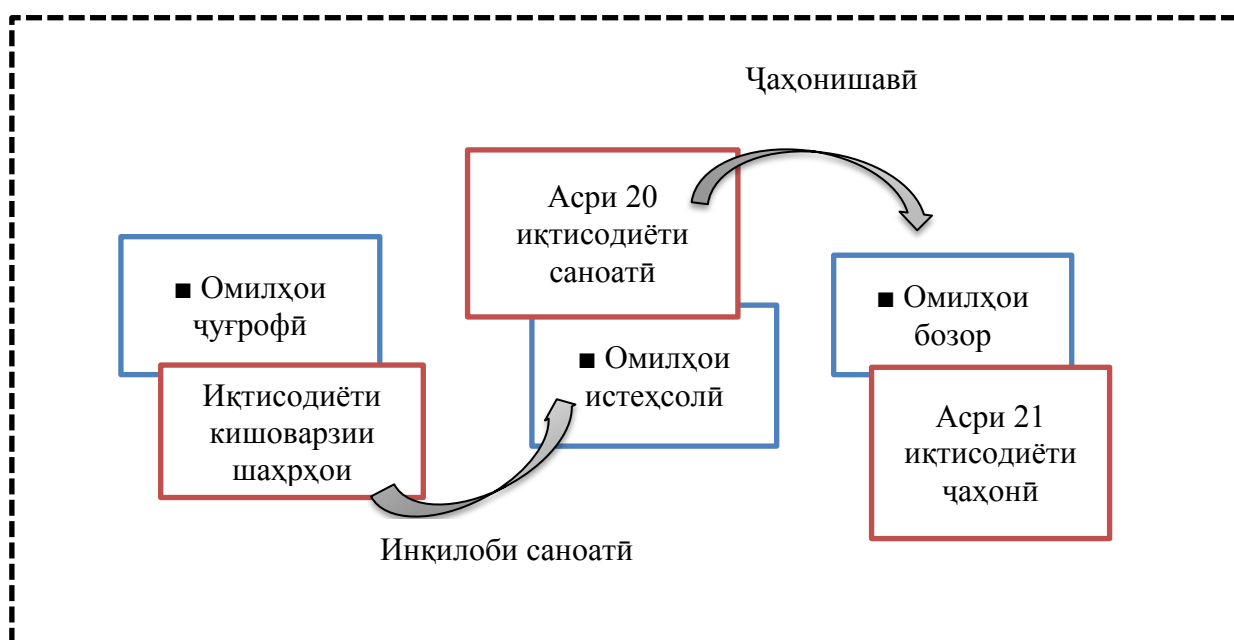 Ҷаҳонишавӣ
Асри 20
иқтисодиёти
саноатӣ
■ Омилҳои
ҷуғрофӣ
■ Омилҳои
бозор
■ Омилҳои
истеҳсолӣ
Иқтисодиёти
кишоварзии
шаҳрҳои
Асри 21
иқтисодиёти
ҷаҳонӣ
Инқилоби саноатӣ